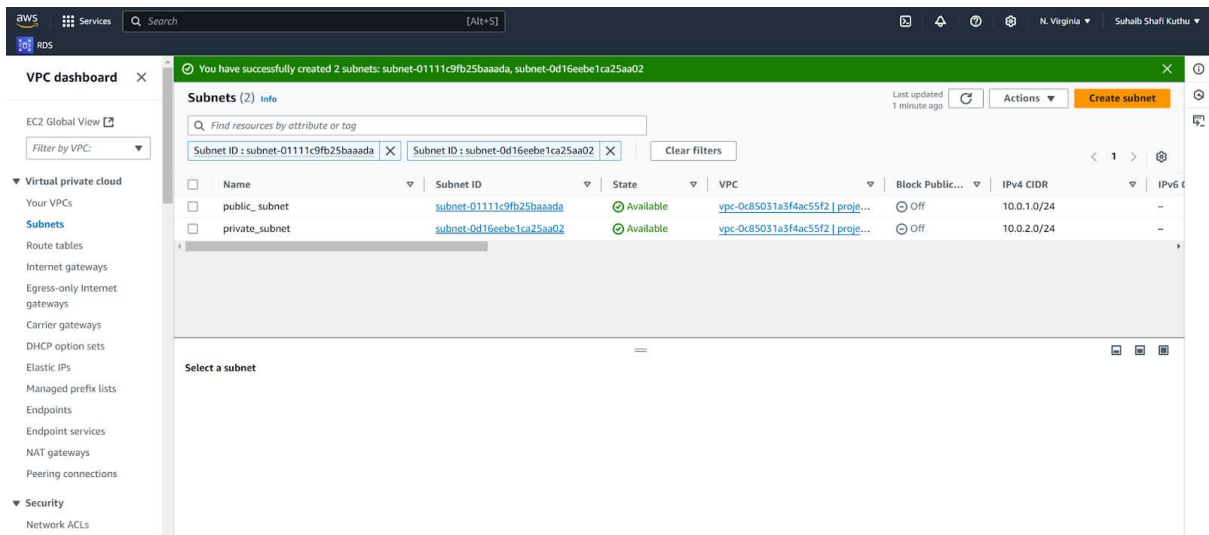 aws Services Search [Alt+S] N. Virginia Suhaib Shafi Kuthu
RDS
VPC dashboard
EC2 Global View
Filter by VPC:
Virtual private cloud
Your VPCs
Subnets
Route tables
Internet gateways
Egress-only Internet
gateways
Carrier gateways
DHCP option sets
Elastic IPs
Managed prefix lists
Endpoints
Endpoint services
NAT gateways
Peering connections
Security
Network ACLs
You have successfully created 2 subnets: subnet-01111c9fb25baaada, subnet-0d16eebe1ca25aa02
Subnets (2) Info
Last updated
1 minute ago
Actions
Create subnet
Find resources by attribute or tag
Subnet ID : subnet-01111c9fb25baaada Subnet ID : subnet-0d16eebe1ca25aa02 Clear filters
1
Name Subnet ID State VPC Block Public... IPv4 CIDR IPv6
public_ subnet subnet-01111c9fb25baaada Available vpc-0c85031a3f4ac55f2 | proje... Off 10.0.1.0/24 –
private_subnet subnet-0d16eebe1ca25aa02 Available vpc-0c85031a3f4ac55f2 | proje... Off 10.0.2.0/24 –
Select a subnet